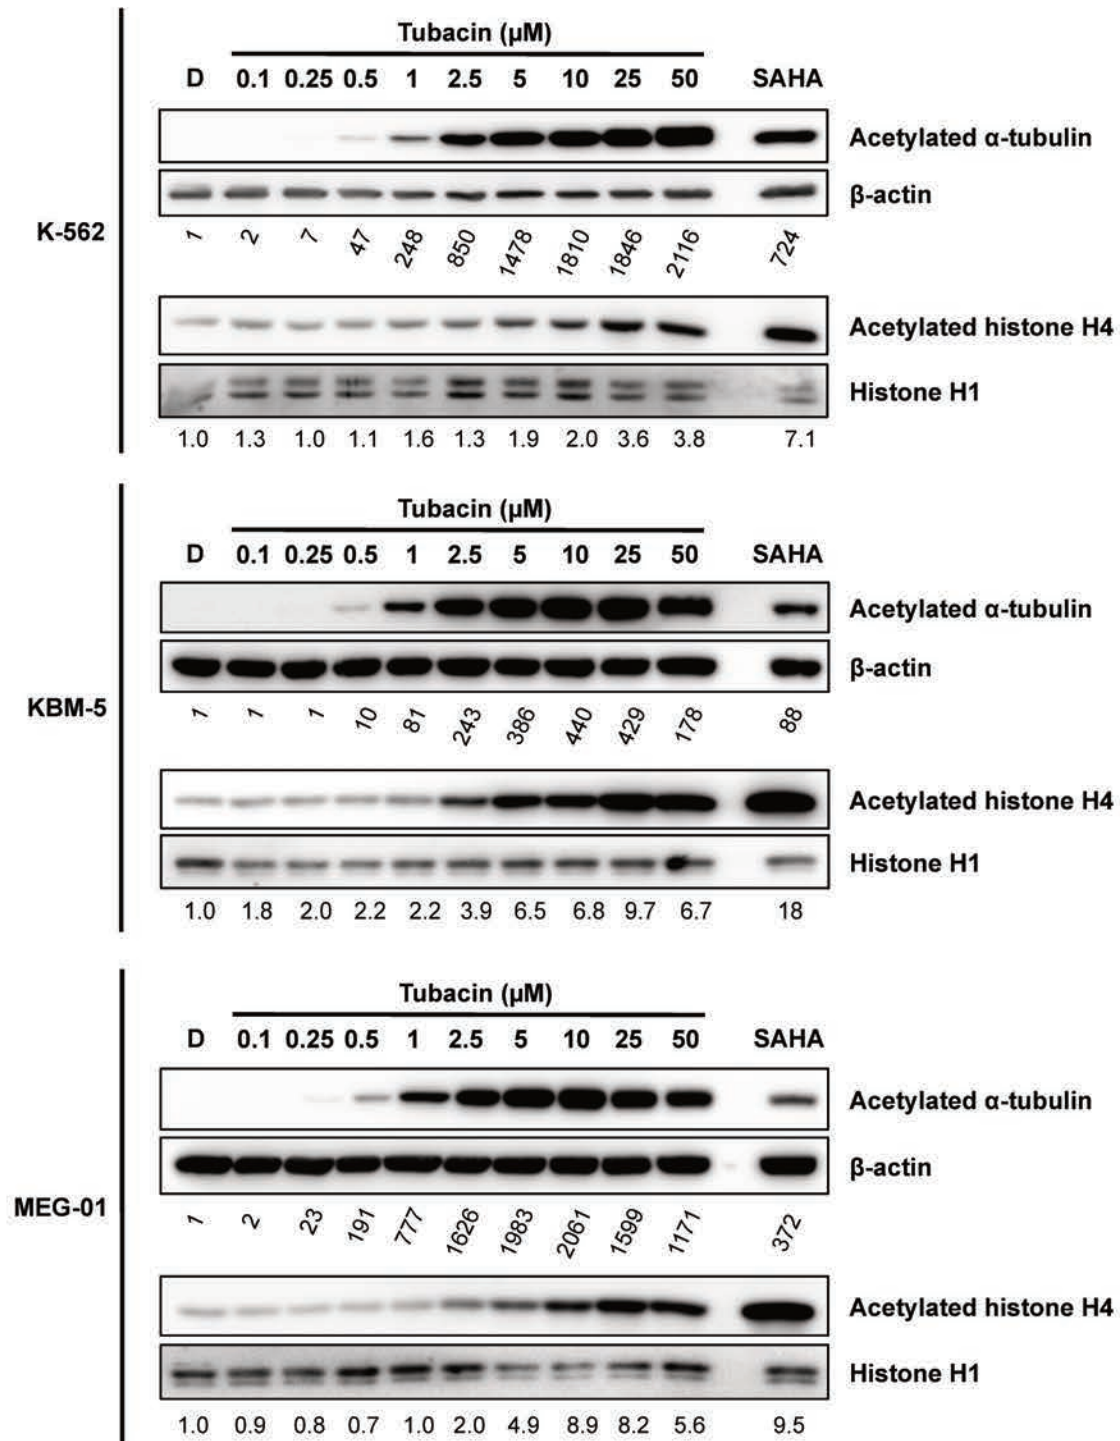 Tubacin (µM)
D 0.1 0.25 0.5 1 2.5 5 10 25 50 SAHA
Acetylated α-tubulin
β-actin
K-562
1 2 7 47 248 850 1478 1810 1846 2116 724
Acetylated histone H4
Histone H1
1.0 1.3 1.0 1.1 1.6 1.3 1.9 2.0 3.6 3.8 7.1
Tubacin (µM)
D 0.1 0.25 0.5 1 2.5 5 10 25 50 SAHA
Acetylated α-tubulin
β-actin
KBM-5
1 1 1 10 81 243 386 440 429 178 88
Acetylated histone H4
Histone H1
1.0 1.8 2.0 2.2 2.2 3.9 6.5 6.8 9.7 6.7 18
Tubacin (µM)
D 0.1 0.25 0.5 1 2.5 5 10 25 50 SAHA
Acetylated α-tubulin
β-actin
MEG-01
1 2 23 191 777 1626 1983 2061 1599 1171 372
Acetylated histone H4
Histone H1
1.0 0.9 0.8 0.7 1.0 2.0 4.9 8.9 8.2 5.6 9.5